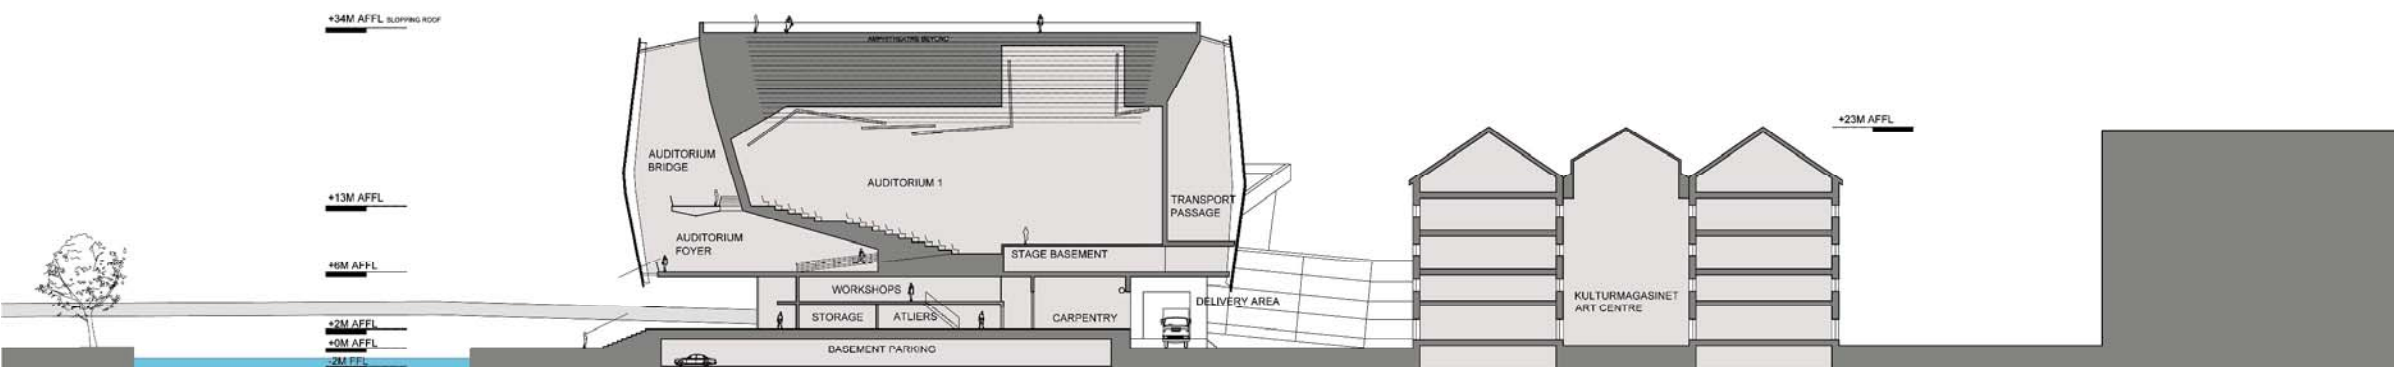 +34M AFFL SLOPPING ROOF
AMPHITHEATRE BEYOND
+23M AFFL
AUDITORIUM
BRIDGE
AUDITORIUM 1
+13M AFFL
TRANSPORT
PASSAGE
AUDITORIUM
FOYER
STAGE BASEMENT
+6M AFFL
WORKSHOPS
DELIVERY AREA
KULTURMAGASINET
ART CENTRE
STORAGE
ATLIERS
CARPENTRY
+2M AFFL
+0M AFFL
BASEMENT PARKING
-2M FFL